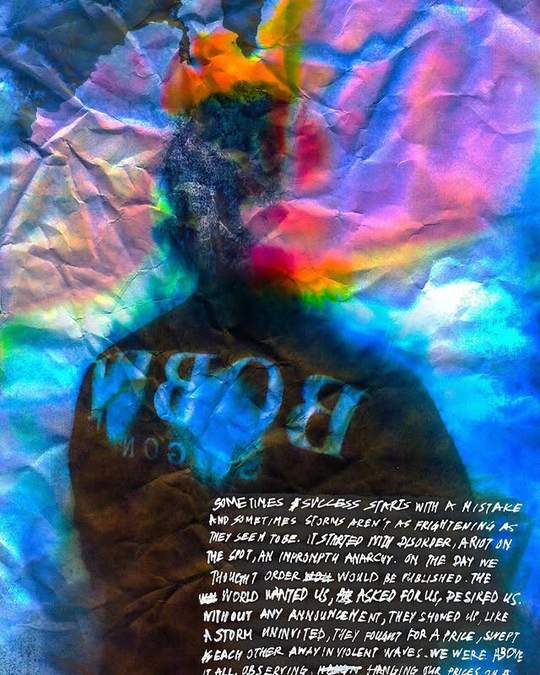 SOMETIMES SUCCESS STARTS WITH A MISTAKE
AND SOMETIMES STORMS AREN'T AS FRIGHTENING AS
THEY SEEM TO BE. IT STARTED WITH DISORDER, A RIOT ON
THE SPOT, AN IMPROMPTU ANARCHY. ON THE DAY WE
THOUGHT ORDER WOULD BE PUBLISHED. THE
WORLD WANTED US, ASKED FOR US, DESIRED US.
WITHOUT ANY ANNOUNCEMENT, THEY SHOWED UP, LIKE
A STORM UNINVITED, THEY FOUGHT FOR A PRICE, SWEPT
EACH OTHER AWAY IN VIOLENT WAVES. WE WERE ABOVE
IT ALL, OBSERVING, HANGING OUR PRICES ON A